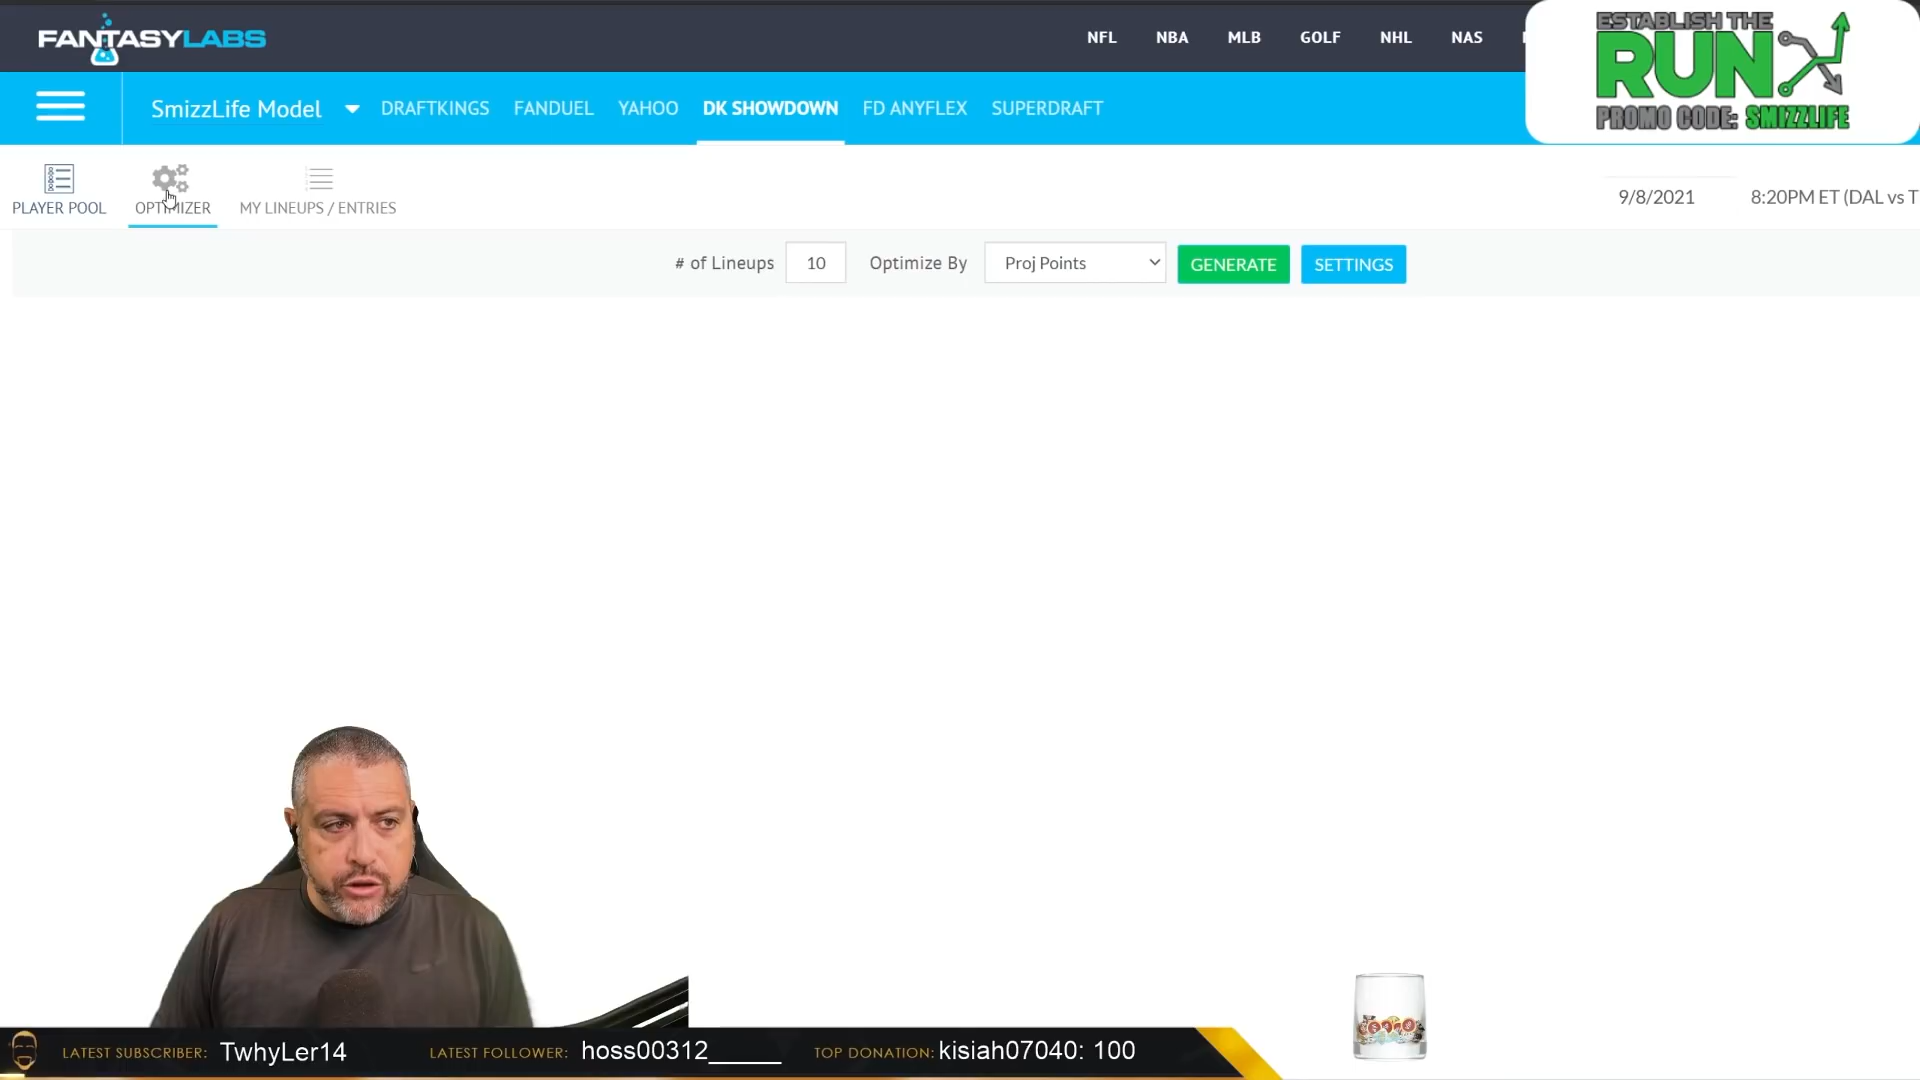 FANTASYLABS
NFL NBA MLB GOLF NHL NAS
ESTABLISH THE
RUN
PROMO CODE: SMIZZLIFE
SmizzLife Model DRAFTKINGS FANDUEL YAHOO DK SHOWDOWN FD ANYFLEX SUPERDRAFT
PLAYER POOL OPTIMIZER MY LINEUPS / ENTRIES
9/8/2021 8:20PM ET (DAL vs T
# of Lineups 10 Optimize By Proj Points GENERATE SETTINGS
LATEST SUBSCRIBER: TwhyLer14 LATEST FOLLOWER: hoss00312_____ TOP DONATION: kisiah07040: 100